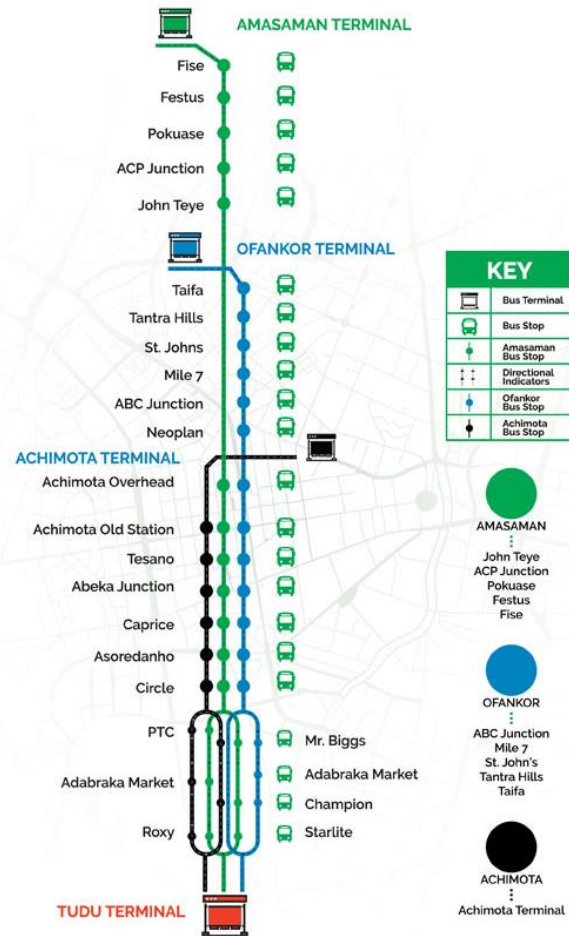 AMASAMAN TERMINAL
Fise
Festus
Pokuase
ACP Junction
John Teye
OFANKOR TERMINAL
Taifa
Tantra Hills
St. Johns
Mile 7
ABC Junction
Neoplan
ACHIMOTA TERMINAL
Achimota Overhead
Achimota Old Station
Tesano
Abeka Junction
Caprice
Asoredanho
Circle
PTC
Adabraka Market
Roxy
Mr. Biggs
Adabraka Market
Champion
Starlite
TUDU TERMINAL
KEY
Bus Terminal
Bus Stop
Amasaman
Bus Stop
Directional
Indicators
Ofankor
Bus Stop
Achimota
Bus Stop
AMASAMAN
John Teye
ACP Junction
Pokuase
Festus
Fise
OFANKOR
ABC Junction
Mile 7
St. John's
Tantra Hills
Taifa
ACHIMOTA
Achimota Terminal